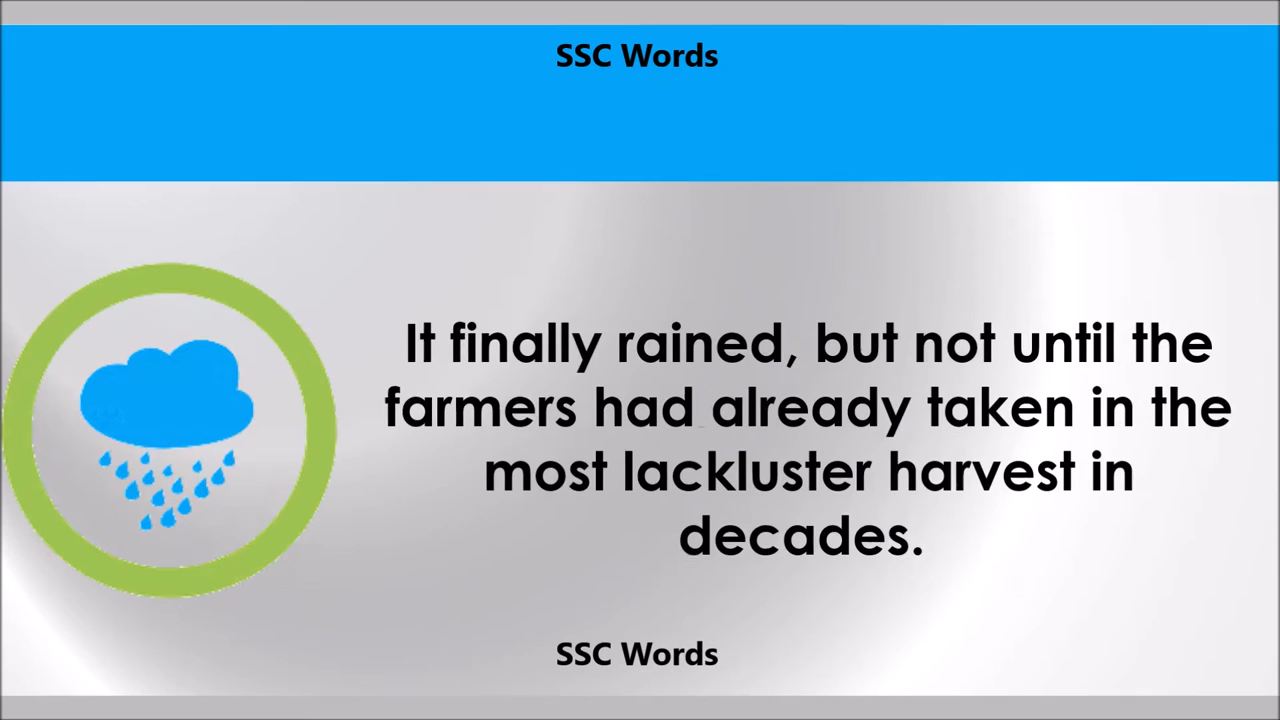 SSC Words
It finally rained, but not until the
farmers had already taken in the
most lackluster harvest in
decades.
SSC Words